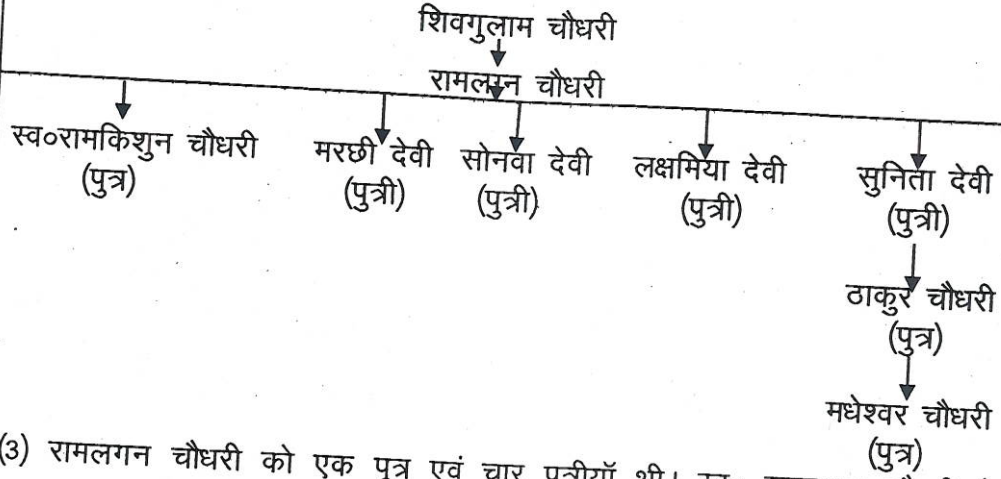 शिवगुलाम चौधरी
रामलग्न चौधरी
स्व०रामकिशुन चौधरी मरछी देवी सोनवा देवी लक्षमिया देवी सुनिता देवी
(पुत्र) (पुत्री) (पुत्री) (पुत्री) (पुत्री)
ठाकुर चौधरी
(पुत्र)
मधेश्वर चौधरी
(पुत्र)
(3) रामलगन चौधरी को एक पुत्र एवं चार पुत्रीयाँ थी।